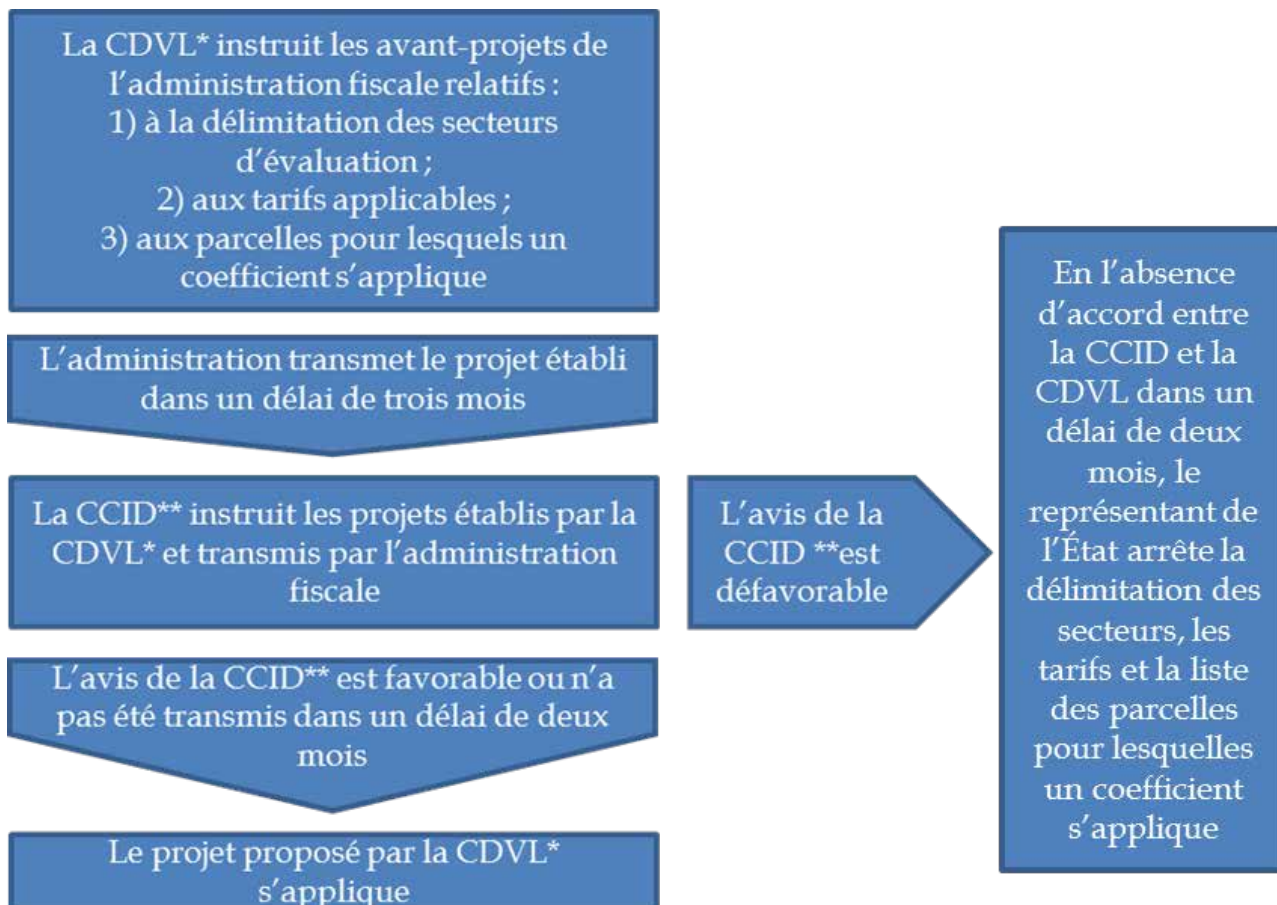 La CDVL* instruit les avant-projets de
l'administration fiscale relatifs :
1) à la délimitation des secteurs
d'évaluation ;
2) aux tarifs applicables ;
3) aux parcelles pour lesquels un
coefficient s'applique
L'administration transmet le projet établi
dans un délai de trois mois
La CCID** instruit les projets établis par la
CDVL* et transmis par l'administration
fiscale
L'avis de la
CCID **est
défavorable
En l'absence
d'accord entre
la CCID et la
CDVL dans un
délai de deux
mois, le
représentant de
l'État arrête la
délimitation des
secteurs, les
tarifs et la liste
des parcelles
pour lesquelles
un coefficient
s'applique
L'avis de la CCID** est favorable ou n'a
pas été transmis dans un délai de deux
mois
Le projet proposé par la CDVL*
s'applique